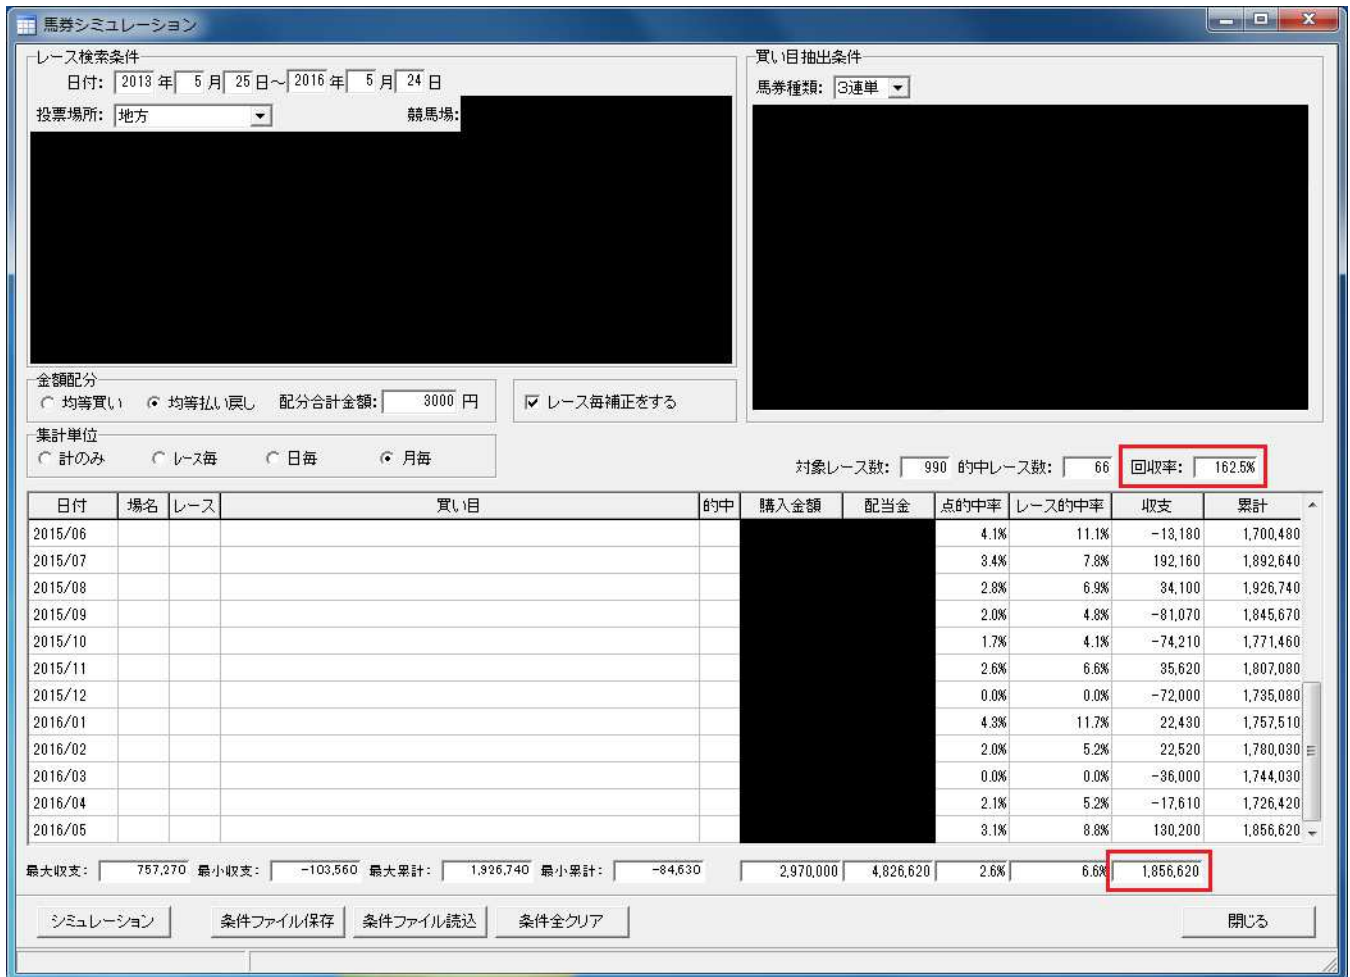 馬券シミュレーション
レース検索条件
日付: 2013 年 5 月 25 日～ 2016 年 5 月 24 日
投票場所: 地方 競馬場:
買い目抽出条件
馬券種類: 3連単
金額配分
均等買い 均等払い戻し 配分合計金額: 3000 円
レース毎補正をする
集計単位
計のみ レース毎 日毎 月毎
対象レース数: 990 的中レース数: 66 回収率: 162.5%
日付 場名 レース 買い目 的中 購入金額 配当金 点的中率 レース的中率 収支 累計
2015/06 4.1% 11.1% -13,180 1,700,480
2015/07 3.4% 7.8% 192,160 1,892,640
2015/08 2.8% 6.9% 34,100 1,926,740
2015/09 2.0% 4.8% -81,070 1,845,670
2015/10 1.7% 4.1% -74,210 1,771,460
2015/11 2.6% 6.6% 35,620 1,807,080
2015/12 0.0% 0.0% -72,000 1,735,080
2016/01 4.3% 11.7% 22,430 1,757,510
2016/02 2.0% 5.2% 22,520 1,780,030
2016/03 0.0% 0.0% -36,000 1,744,030
2016/04 2.1% 5.2% -17,610 1,726,420
2016/05 3.1% 8.8% 130,200 1,856,620
最大収支: 757,270 最小収支: -103,560 最大累計: 1,926,740 最小累計: -84,630 2,970,000 4,826,620 2.6% 6.6% 1,856,620
シミュレーション 条件ファイル保存 条件ファイル読込 条件全クリア 閉じる